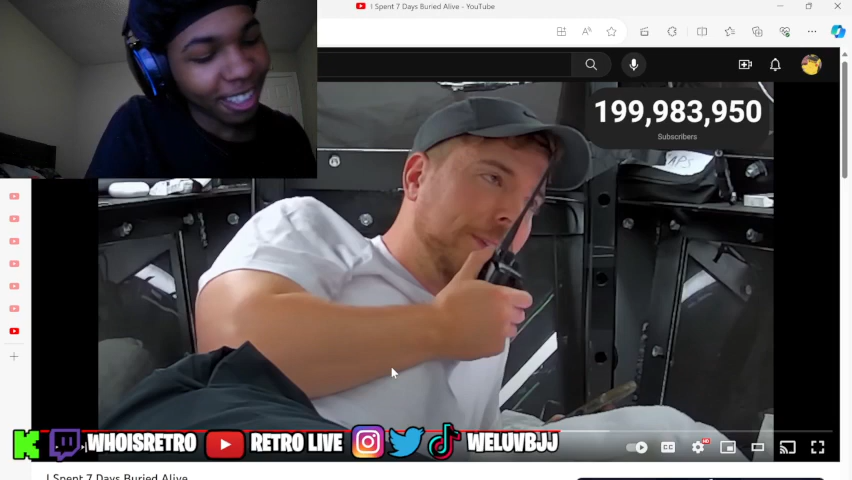 I Spent 7 Days Buried Alive - YouTube
199,983,950
Subscribers
HD
WHOISRETRO RETRO LIVE WELUVBJJ
I Spent 7 Days Buried Alive